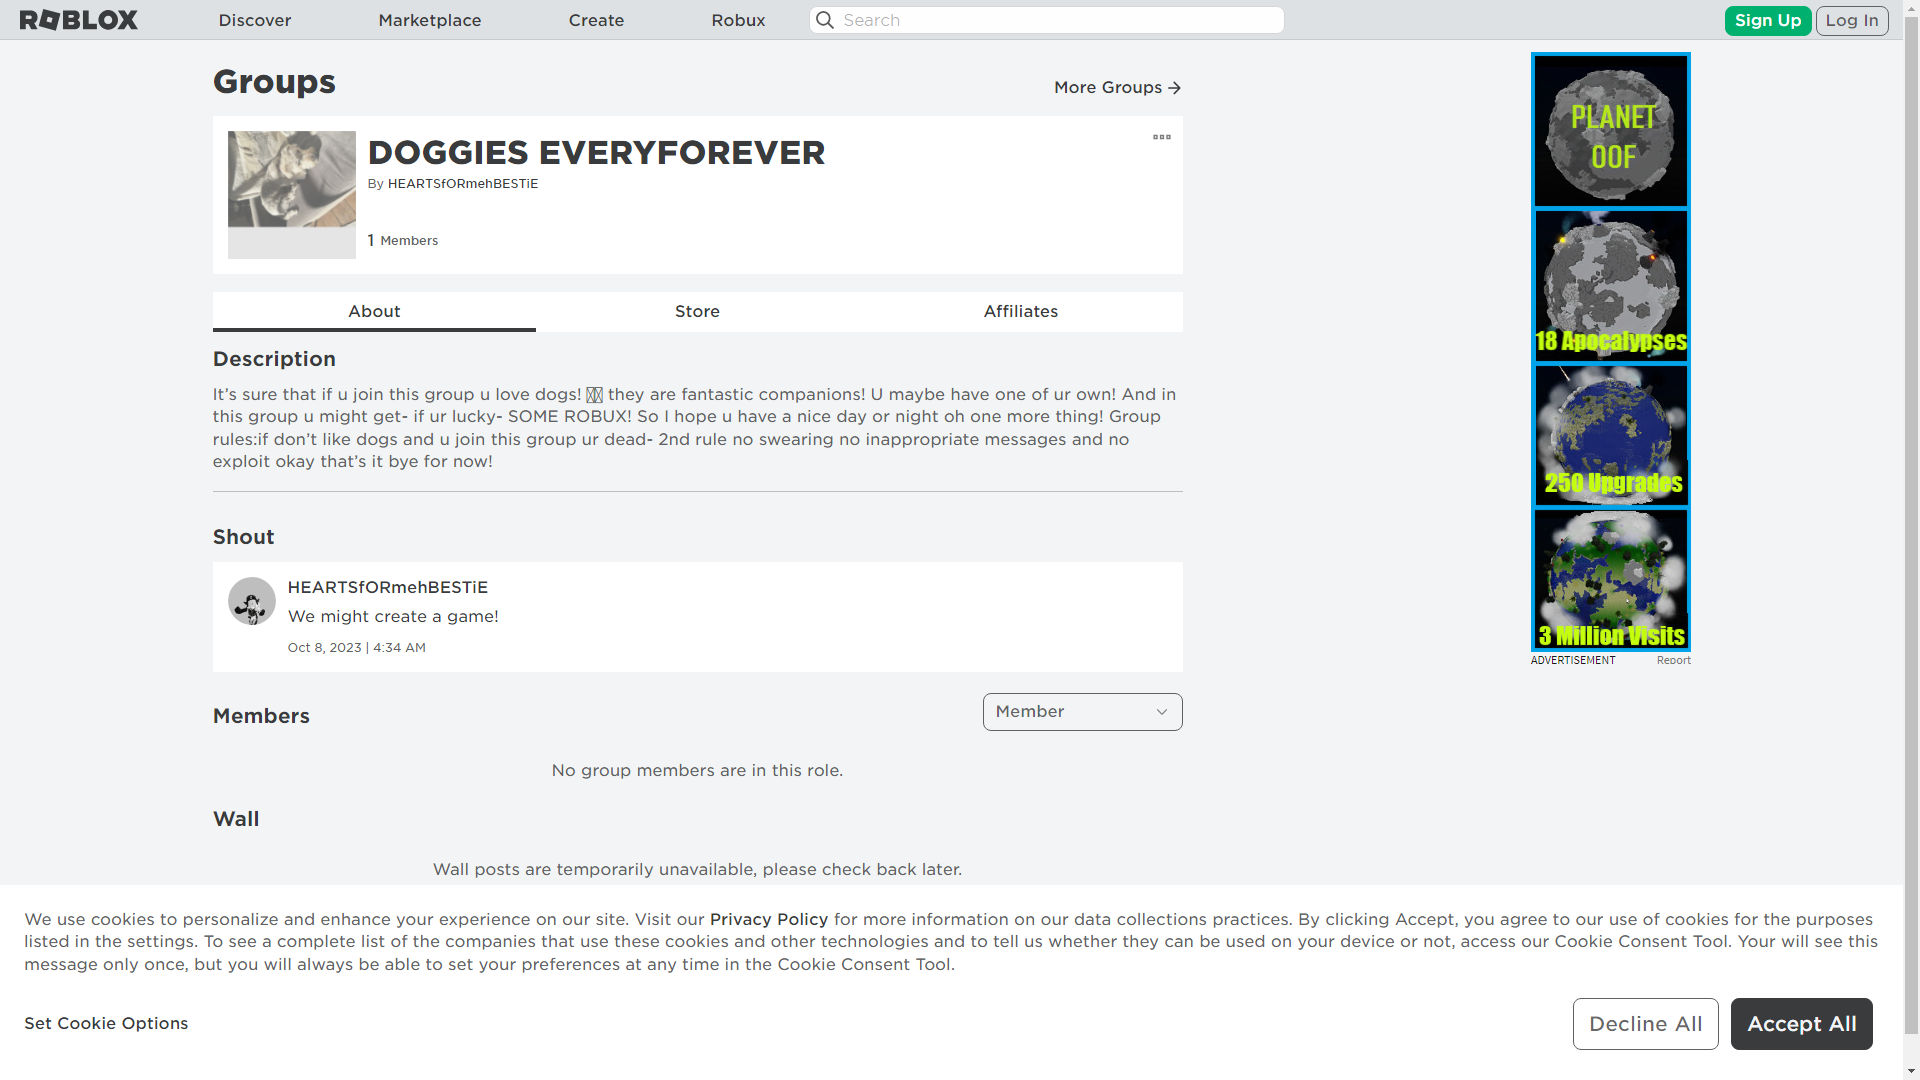 ROBLOX
Discover
Marketplace
Create
Robux
Search
Sign Up
Log In
Groups
More Groups
DOGGIES EVERYFOREVER
By HEARTSfORmehBESTiE
1 Members
About
Store
Affiliates
Description
It’s sure that if u join this group u love dogs! they are fantastic companions! U maybe have one of ur own! And in
this group u might get- if ur lucky- SOME ROBUX! So I hope u have a nice day or night oh one more thing! Group
rules:if don’t like dogs and u join this group ur dead- 2nd rule no swearing no inappropriate messages and no
exploit okay that’s it bye for now!
Shout
HEARTSfORmehBESTiE
We might create a game!
Oct 8, 2023 | 4:34 AM
Members
Member
No group members are in this role.
Wall
Wall posts are temporarily unavailable, please check back later.
PLANET
OOF
18 Apocalypses
250 Upgrades
3 Million Visits
ADVERTISEMENT
Report
We use cookies to personalize and enhance your experience on our site. Visit our Privacy Policy for more information on our data collections practices. By clicking Accept, you agree to our use of cookies for the purposes
listed in the settings. To see a complete list of the companies that use these cookies and other technologies and to tell us whether they can be used on your device or not, access our Cookie Consent Tool. Your will see this
message only once, but you will always be able to set your preferences at any time in the Cookie Consent Tool.
Set Cookie Options
Decline All
Accept All